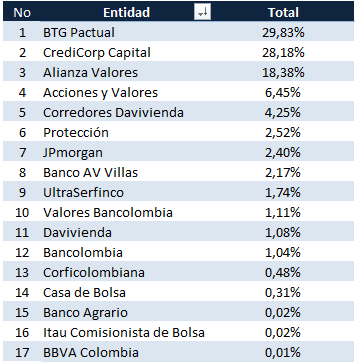 No Entidad Total
1 BTG Pactual 29,83%
2 CrediCorp Capital 28,18%
3 Alianza Valores 18,38%
4 Acciones y Valores 6,45%
5 Corredores Davivienda 4,25%
6 Protección 2,52%
7 JPmorgan 2,40%
8 Banco AV Villas 2,17%
9 UltraSerfinco 1,74%
10 Valores Bancolombia 1,11%
11 Davivienda 1,08%
12 Bancolombia 1,04%
13 Corficolombiana 0,48%
14 Casa de Bolsa 0,31%
15 Banco Agrario 0,02%
16 Itau Comisionista de Bolsa 0,02%
17 BBVA Colombia 0,01%